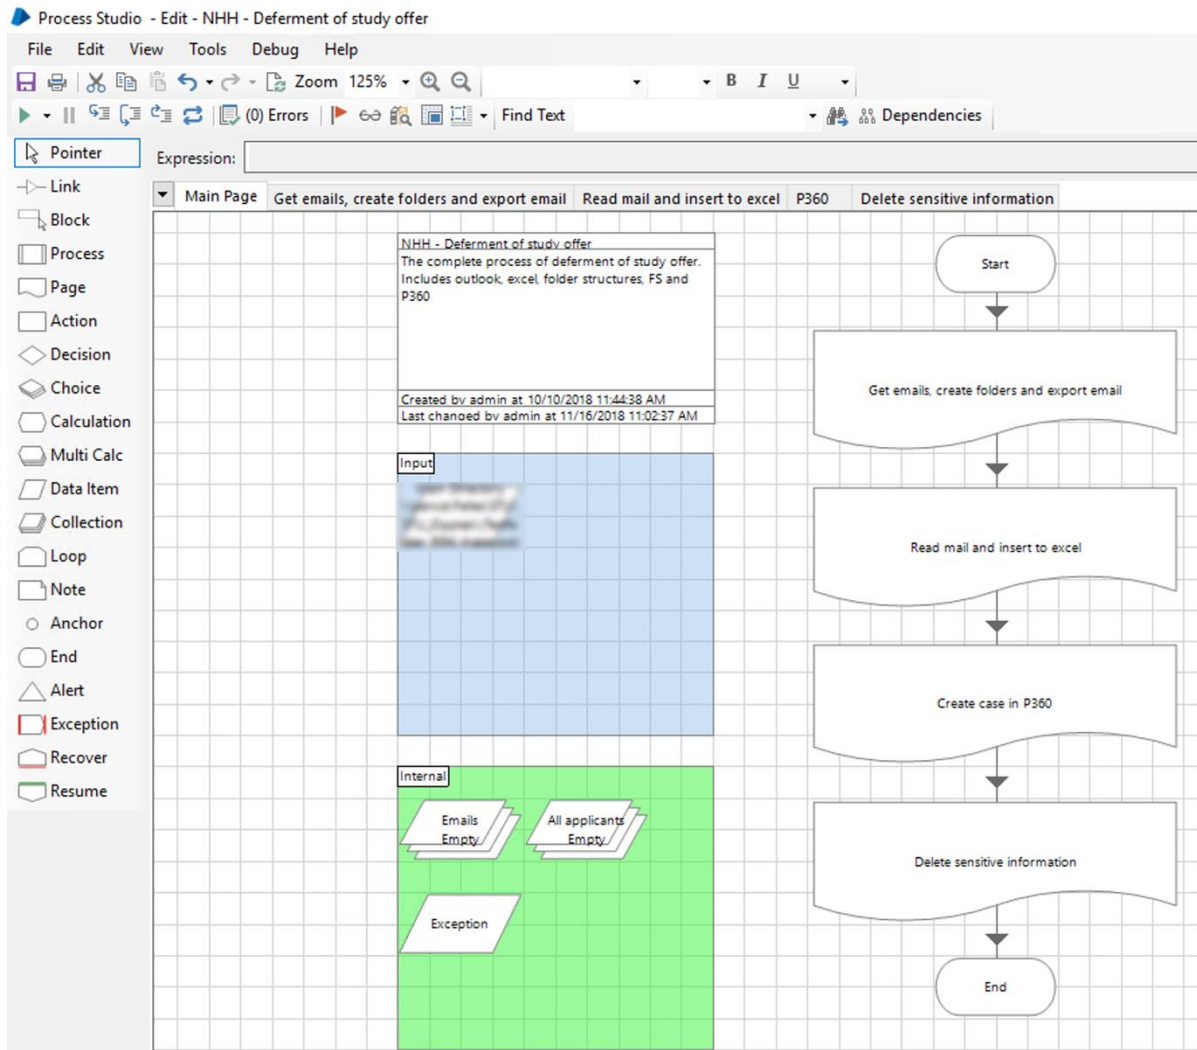 Process Studio - Edit - NHH - Deferment of study offer
File Edit View Tools Debug Help
Zoom 125% B I U
(0) Errors Find Text Dependencies
Pointer
Link
Block
Process
Page
Action
Decision
Choice
Calculation
Multi Calc
Data Item
Collection
Loop
Note
Anchor
End
Alert
Exception
Recover
Resume
Expression:
Main Page Get emails, create folders and export email Read mail and insert to excel P360 Delete sensitive information
NHH - Deferment of study offer
The complete process of deferment of study offer.
Includes outlook, excel, folder structures, FS and
P360
Created by admin at 10/10/2018 11:44:38 AM
Last changed by admin at 11/16/2018 11:02:37 AM
Input
Internal
Emails
Empty
All applicants
Empty
Exception
Start
Get emails, create folders and export email
Read mail and insert to excel
Create case in P360
Delete sensitive information
End